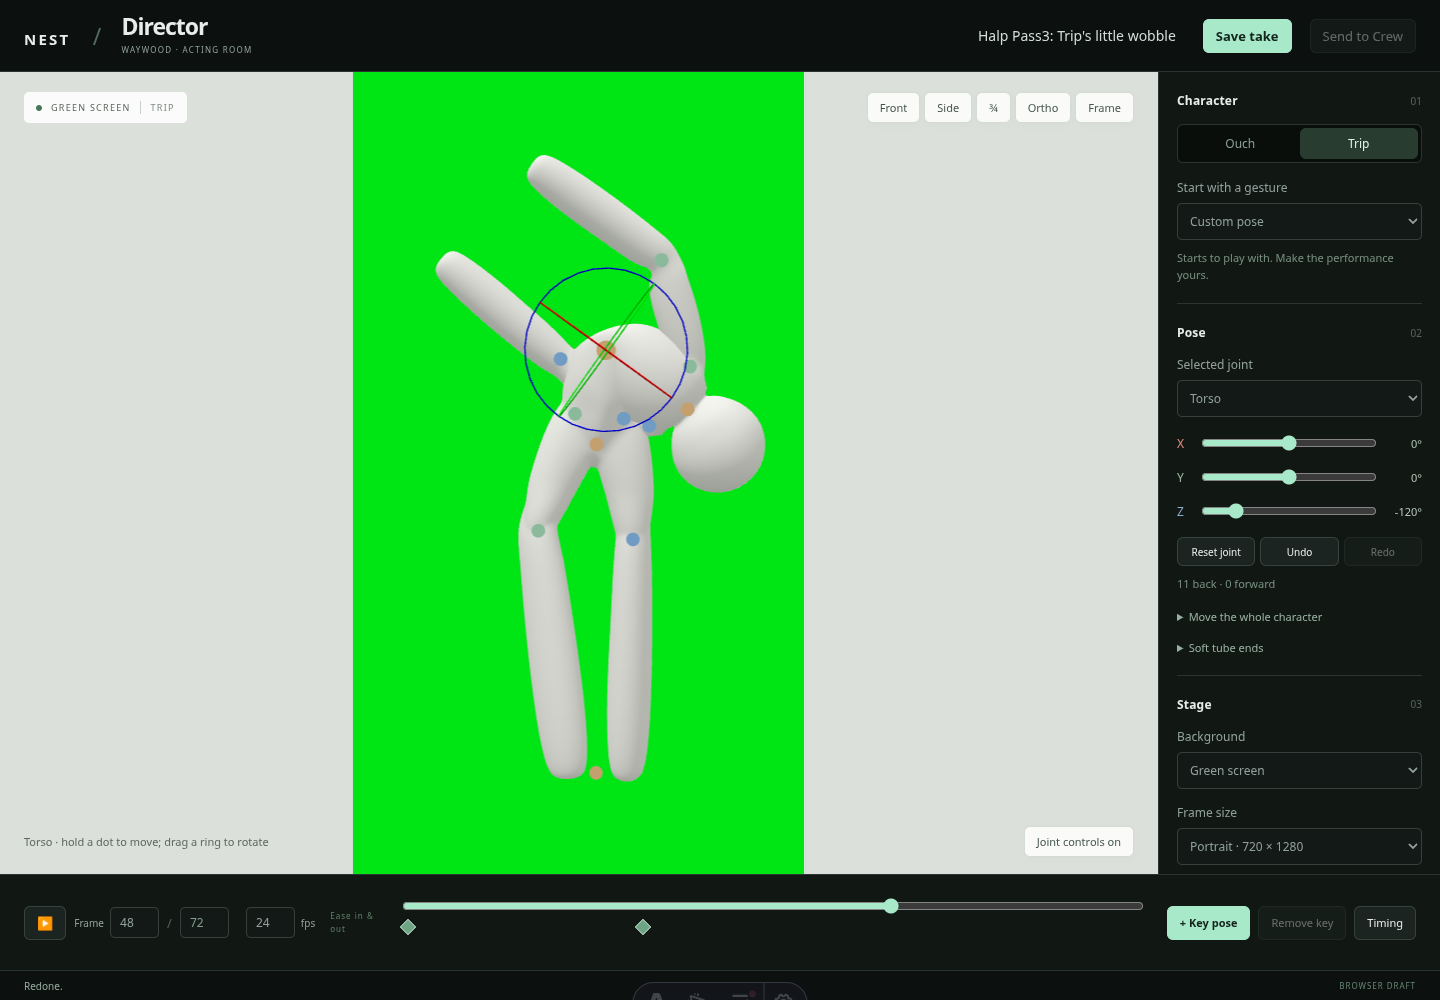 NEST / Director
WAYWOOD · ACTING ROOM
Halp Pass3: Trip's little wobble
Save take
Send to Crew
GREEN SCREEN | TRIP
Front
Side
¾
Ortho
Frame
Torso · hold a dot to move; drag a ring to rotate
Joint controls on
Character 01
Ouch
Trip
Start with a gesture
Custom pose
Starts to play with. Make the performance
yours.
Pose 02
Selected joint
Torso
X 0°
Y 0°
Z -120°
Reset joint
Undo
Redo
11 back · 0 forward
▶ Move the whole character
▶ Soft tube ends
Stage 03
Background
Green screen
Frame size
Portrait · 720 × 1280
Frame 48 / 72 24 fps
Ease in &
out
+ Key pose
Remove key
Timing
Redone.
BROWSER DRAFT